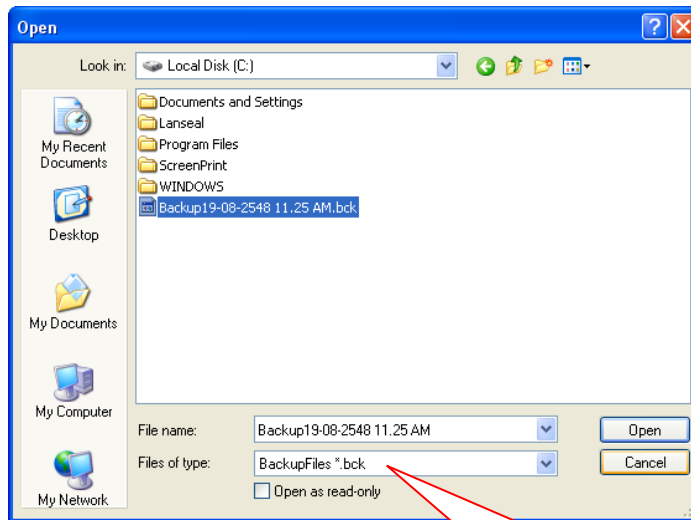 Open
Look in:
Local Disk (C:)
My Recent
Documents
Desktop
My Documents
My Computer
My Network
Documents and Settings
Lanseal
Program Files
ScreenPrint
WINDOWS
Backup19-08-2548 11.25 AM.bck
File name:
Backup19-08-2548 11.25 AM
Open
Files of type:
BackupFiles *.bck
Cancel
Open as read-only